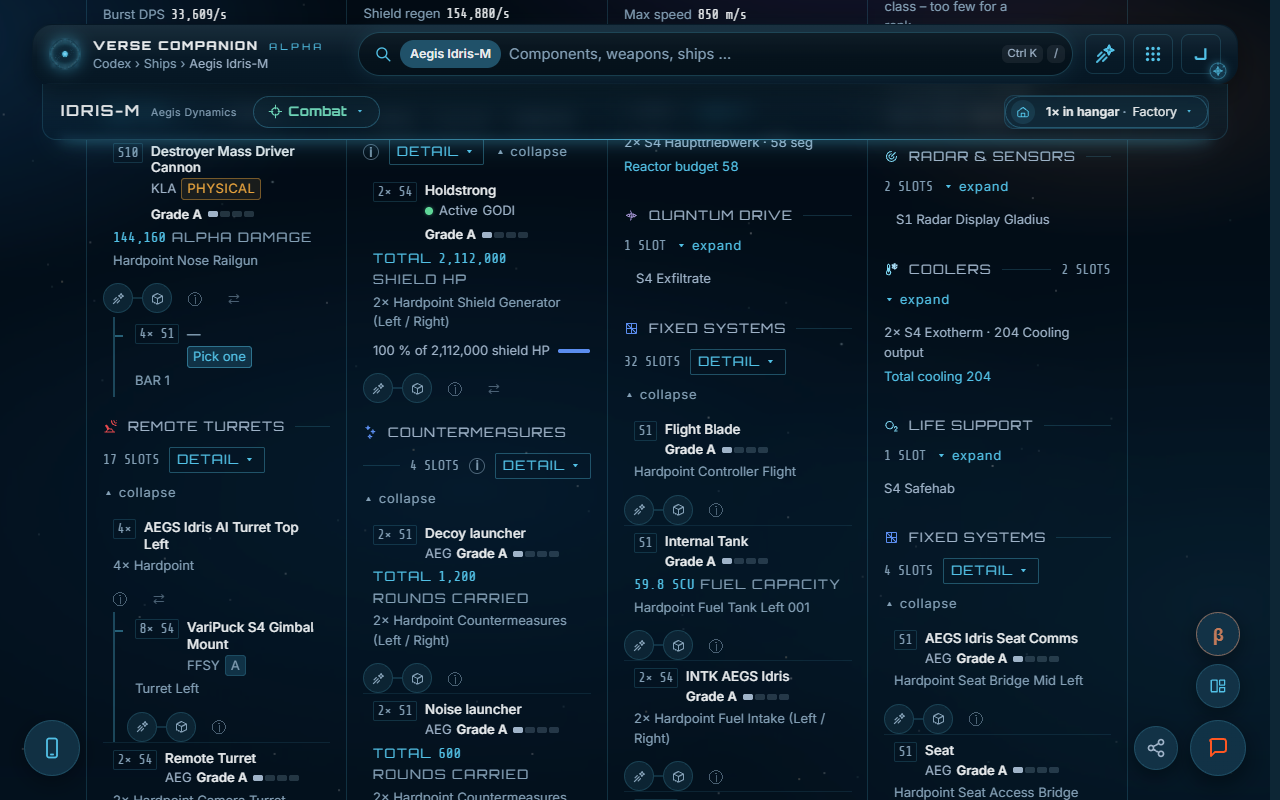 Burst DPS 33,609/s
Shield regen 154,880/s
Max speed 850 m/s
class – too few for a
VERSE COMPANION ALPHA
Codex › Ships › Aegis Idris-M
Aegis Idris-M Components, weapons, ships ... Ctrl K /
IDRIS-M Aegis Dynamics Combat
1× in hangar · Factory
S10 Destroyer Mass Driver
Cannon
KLA PHYSICAL
Grade A
144,160 ALPHA DAMAGE
Hardpoint Nose Railgun
4× S1 —
Pick one
BAR 1
REMOTE TURRETS
17 SLOTS DETAIL
collapse
4× AEGS Idris AI Turret Top
Left
4× Hardpoint
8× S4 VariPuck S4 Gimbal
Mount
FFSY A
Turret Left
2× S4 Remote Turret
AEG Grade A
2× Hardpoint Camera Turret
DETAIL collapse
2× S4 Holdstrong
Active GODI
Grade A
TOTAL 2,112,000
SHIELD HP
2× Hardpoint Shield Generator
(Left / Right)
100 % of 2,112,000 shield HP
COUNTERMEASURES
4 SLOTS DETAIL
collapse
2× S1 Decoy launcher
AEG Grade A
TOTAL 1,200
ROUNDS CARRIED
2× Hardpoint Countermeasures
(Left / Right)
2× S1 Noise launcher
AEG Grade A
TOTAL 600
ROUNDS CARRIED
2× Hardpoint Countermeasures
2× S4 Haupttriebwerk · 58 seg
Reactor budget 58
QUANTUM DRIVE
1 SLOT expand
S4 Exfiltrate
FIXED SYSTEMS
32 SLOTS DETAIL
collapse
S1 Flight Blade
Grade A
Hardpoint Controller Flight
S1 Internal Tank
Grade A
59.8 SCU FUEL CAPACITY
Hardpoint Fuel Tank Left 001
2× S4 INTK AEGS Idris
Grade A
2× Hardpoint Fuel Intake (Left /
Right)
RADAR & SENSORS
2 SLOTS expand
S1 Radar Display Gladius
COOLERS 2 SLOTS
expand
2× S4 Exotherm · 204 Cooling
output
Total cooling 204
LIFE SUPPORT
1 SLOT expand
S4 Safehab
FIXED SYSTEMS
4 SLOTS DETAIL
collapse
S1 AEGS Idris Seat Comms
AEG Grade A
Hardpoint Seat Bridge Mid Left
S1 Seat
AEG Grade A
Hardpoint Seat Access Bridge
β